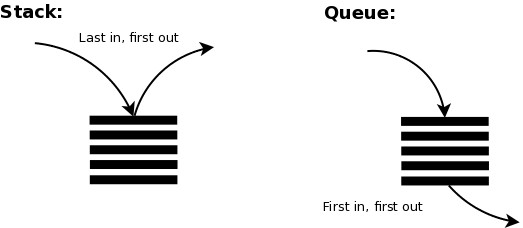 Stack:
Last in, first out
Queue:
First in, first out